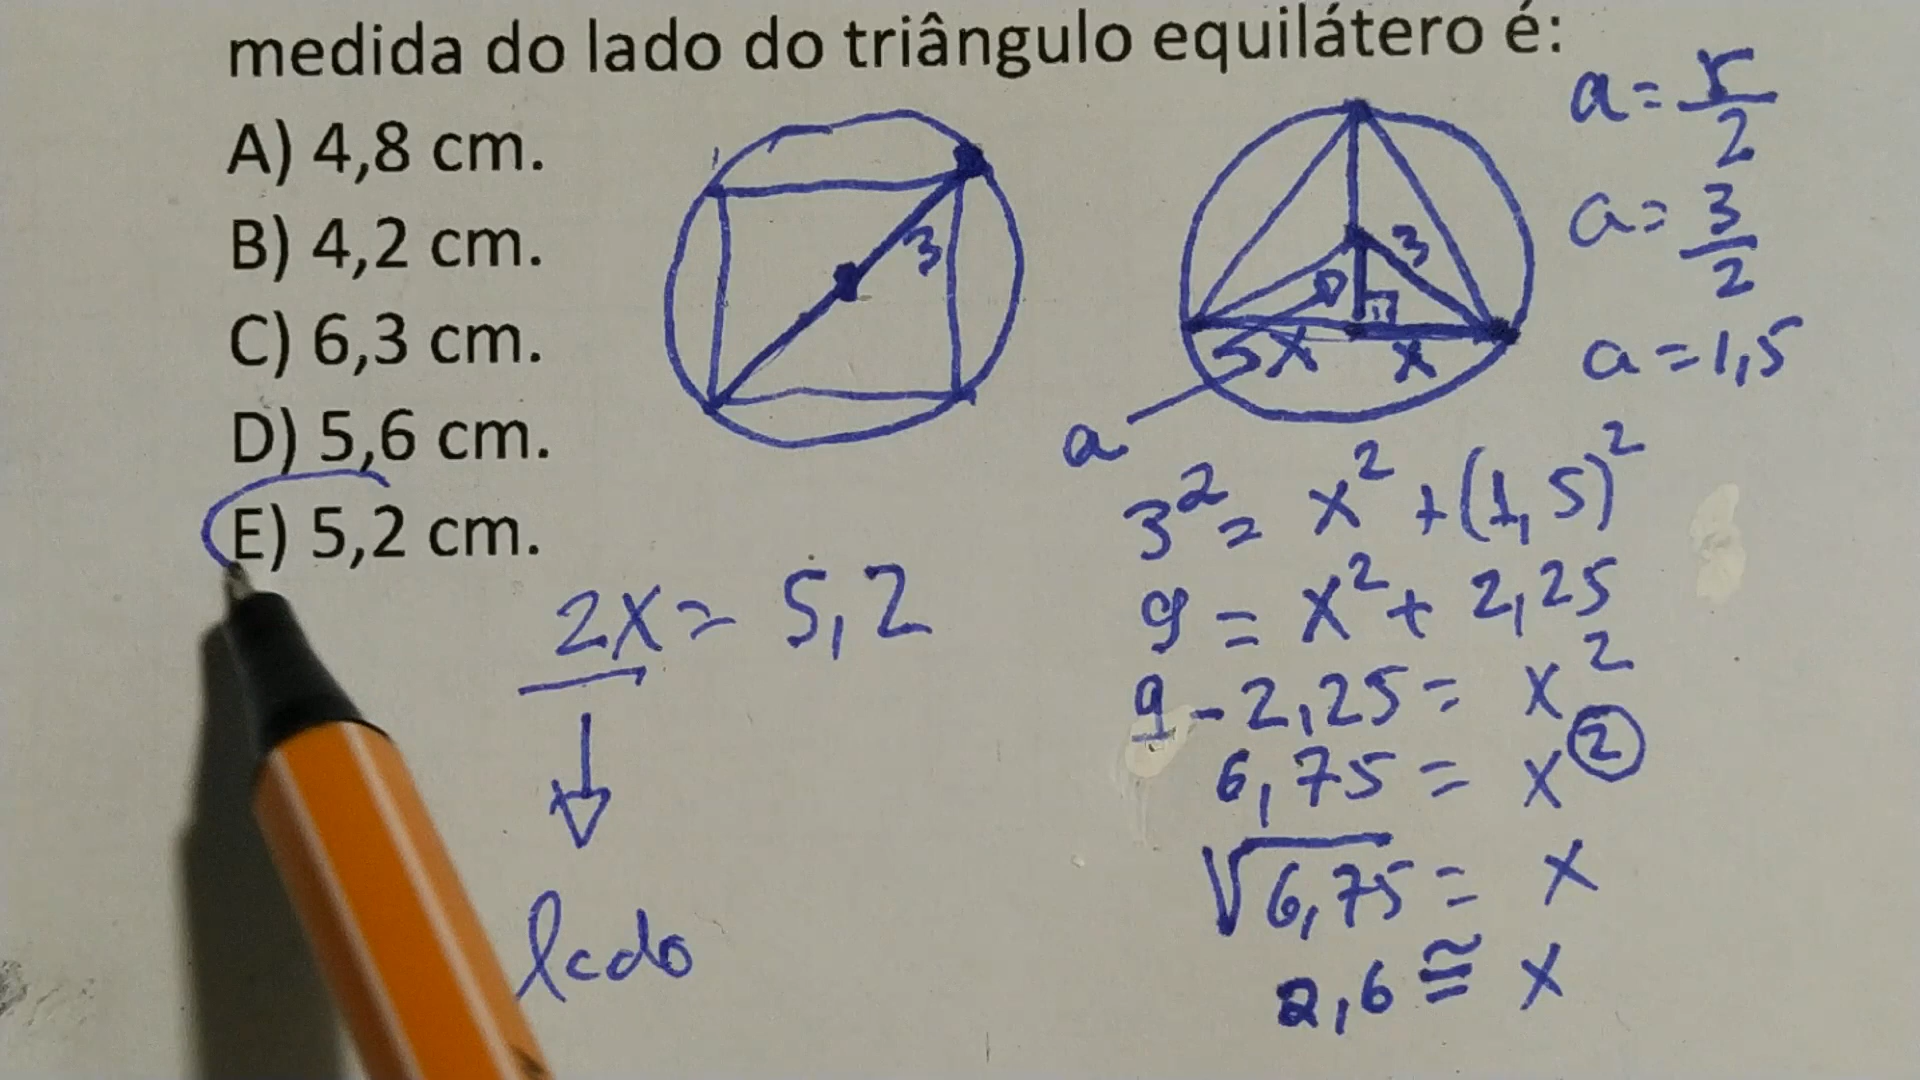 medida do lado do triângulo equilátero é:
A) 4,8 cm.
B) 4,2 cm.
C) 6,3 cm.
D) 5,6 cm.
E) 5,2 cm.
3
3
x
x
a
a = r/2
a = 3/2
a = 1,5
3² = x² + (1,5)²
9 = x² + 2,25
9 - 2,25 = x²
6,75 = x²
√6,75 = x
2,6 ≅ x
2x = 5,2
lado